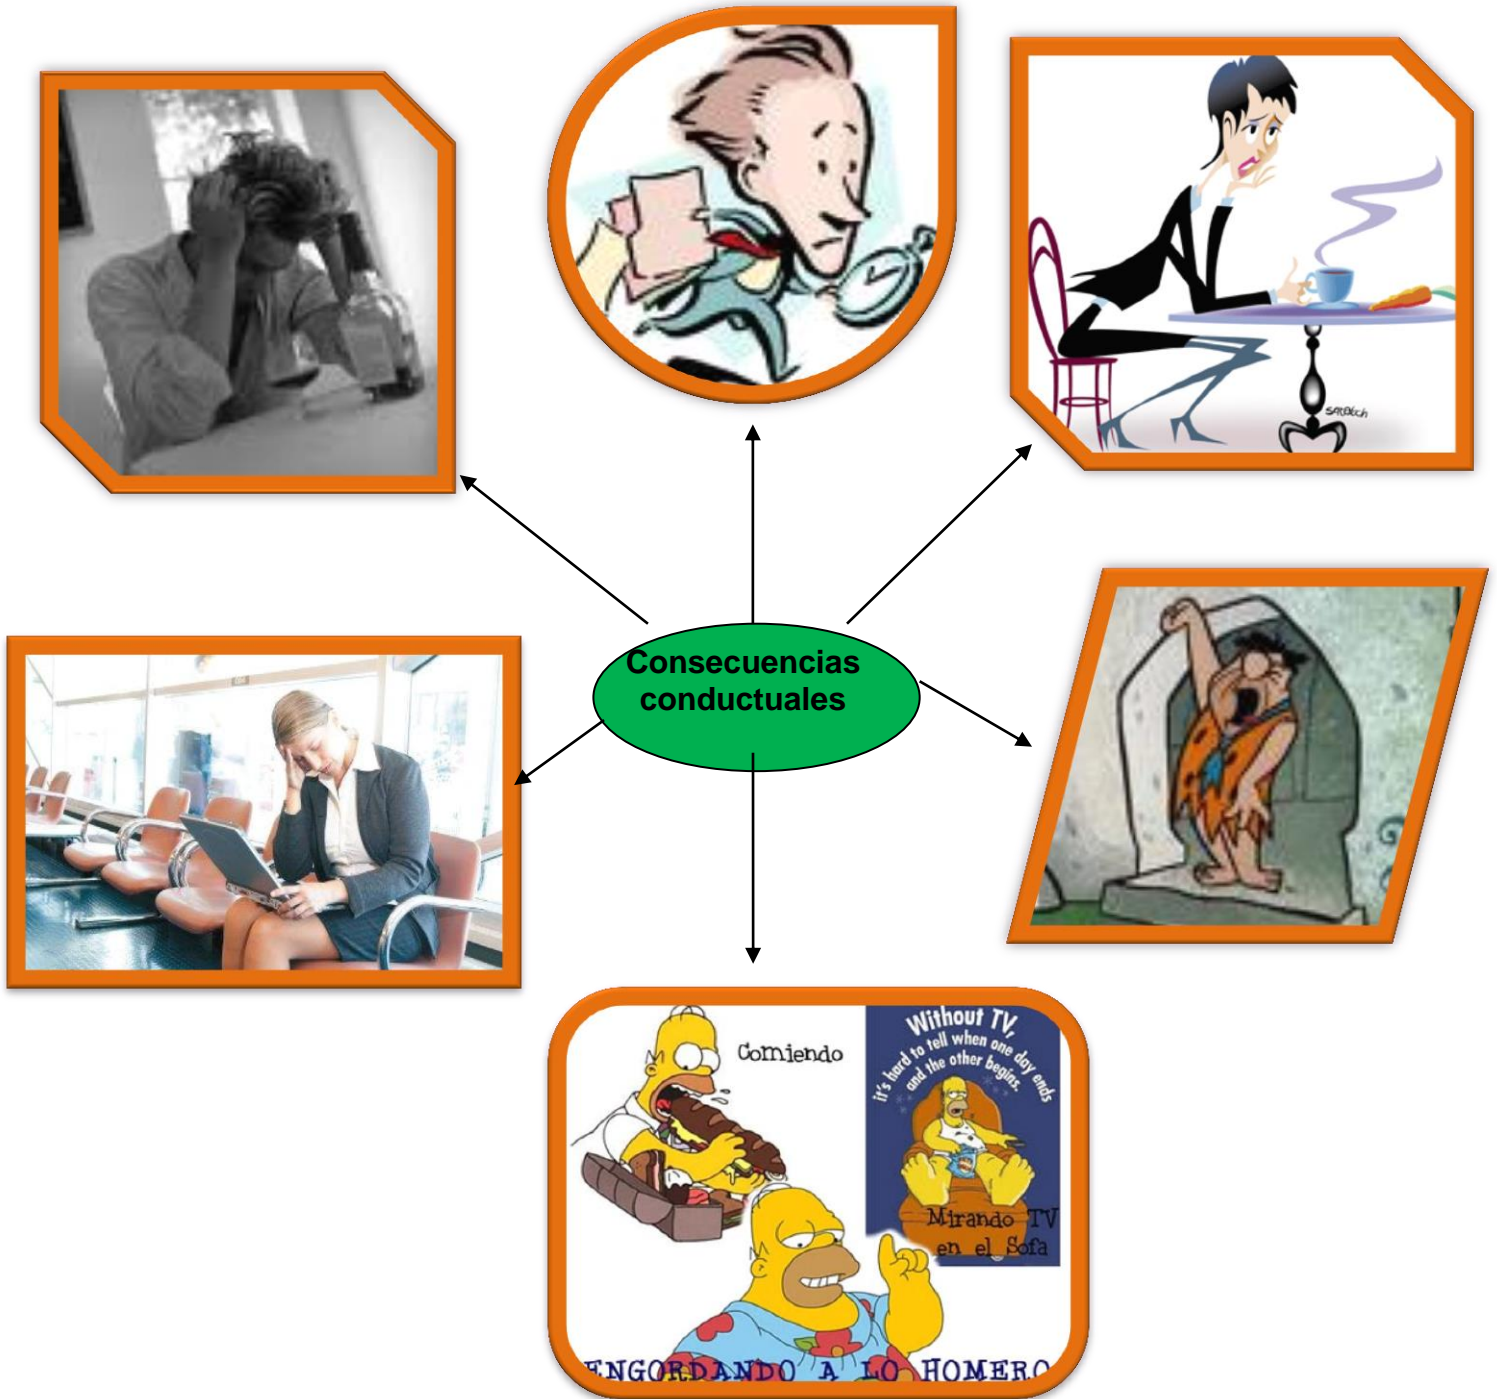 Consecuencias
conductuales
Comiendo
Without TV,
it's hard to tell when one day ends
and the other begins.
Mirando TV
en el Sofa
ENGORDANDO A LO HOMERO